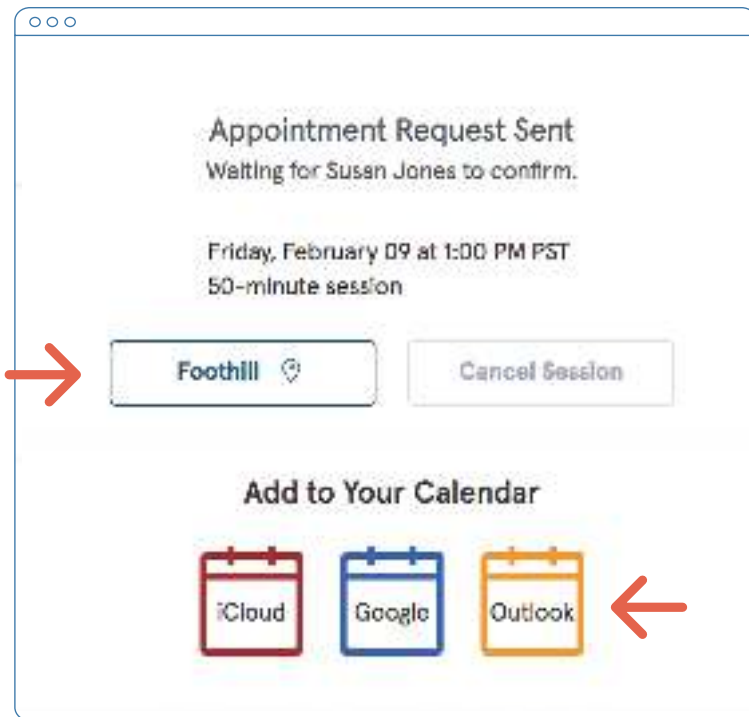 Appointment Request Sent
Waiting for Susan Jones to confirm.
Friday, February 09 at 1:00 PM PST
50-minute session
Foothill
Cancel Session
Add to Your Calendar
iCloud
Google
Outlook